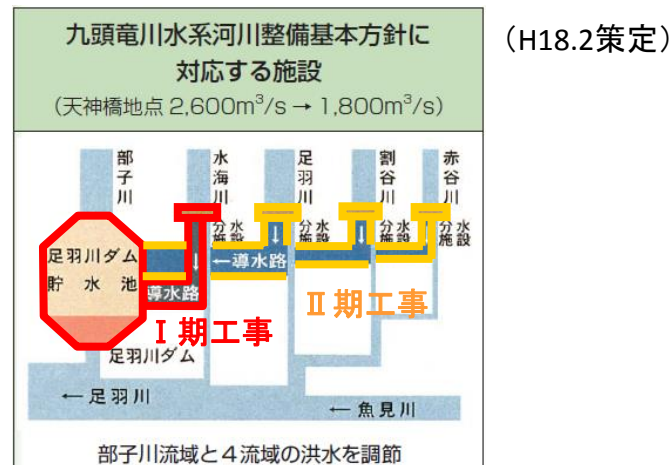 九頭竜川水系河川整備基本方針に
対応する施設
（天神橋地点 2,600m³/s → 1,800m³/s）
（H18.2策定）
部子川
水海川
足羽川
割谷川
赤谷川
分水施設
分水施設
分水施設
分水施設
足羽川ダム
貯水池
↓
↓
↓
←導水路
導水路
Ⅰ期工事
Ⅱ期工事
足羽川ダム
← 足羽川
← 魚見川
部子川流域と４流域の洪水を調節